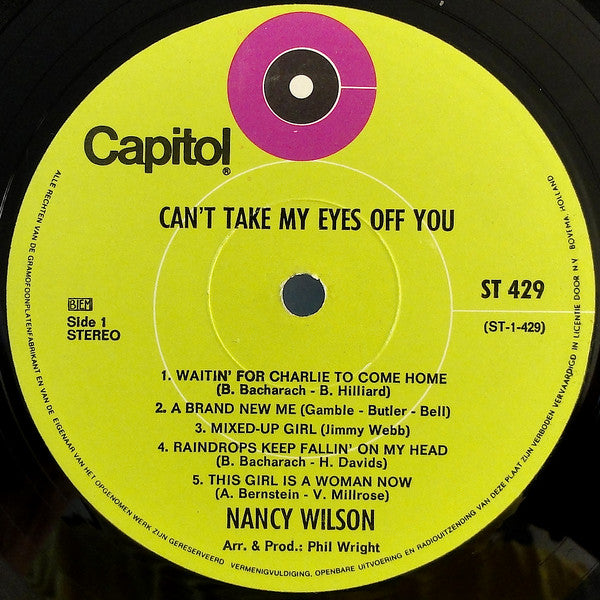 Capitol®
CAN'T TAKE MY EYES OFF YOU
BIEM
Side 1
STEREO
ST 429
(ST-1-429)
1. WAITIN' FOR CHARLIE TO COME HOME
(B. Bacharach - B. Hilliard)
2. A BRAND NEW ME (Gamble - Butler - Bell)
3. MIXED-UP GIRL (Jimmy Webb)
4. RAINDROPS KEEP FALLIN' ON MY HEAD
(B. Bacharach - H. Davids)
5. THIS GIRL IS A WOMAN NOW
(A. Bernstein - V. Millrose)
NANCY WILSON
Arr. & Prod.: Phil Wright
ALLE RECHTEN VAN DE GRAMOFOONPLATENFABRIKANT EN VAN DE EIGENAAR VAN HET OPGENOMEN WERK ZIJN GERESERVEERD. VERMENIGVULDIGING, OPENBARE UITVOERING EN RADIOUITZENDING VAN DEZE PLAAT ZIJN VERBODEN VERVAARDIGD IN LICENTIE DOOR N.V. BOVEMA HOLLAND